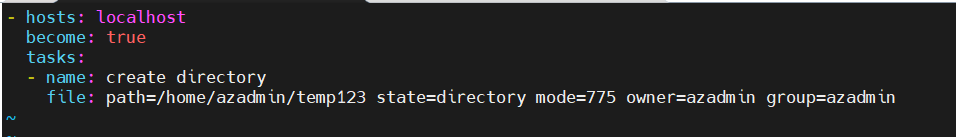 - hosts: localhost
  become: true
  tasks:
  - name: create directory
    file: path=/home/azadmin/temp123 state=directory mode=775 owner=azadmin group=azadmin
~
~